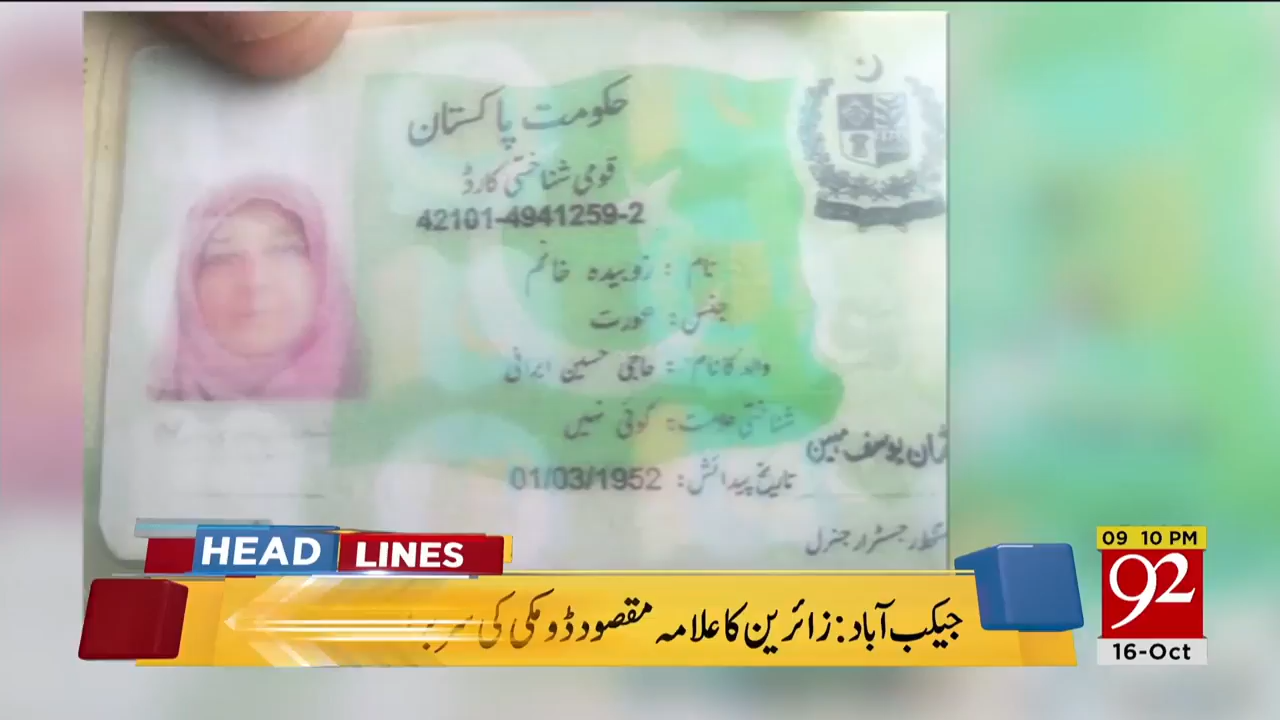 حکومت پاکستان
قومی شناختی کارڈ
42101-4941259-2
نام : زوبیدہ خانم
جنس: عورت
والد کا نام : حاجی حسین ایرانی
شناختی علامت: کوئی نہیں
تاریخ پیدائش: 01/03/1952
یوسف مبین
رجسٹرار جنرل
HEAD LINES
جیکب آباد: زائرین کا علامہ مقصود ڈومکی کی
09 10 PM
92
16-Oct